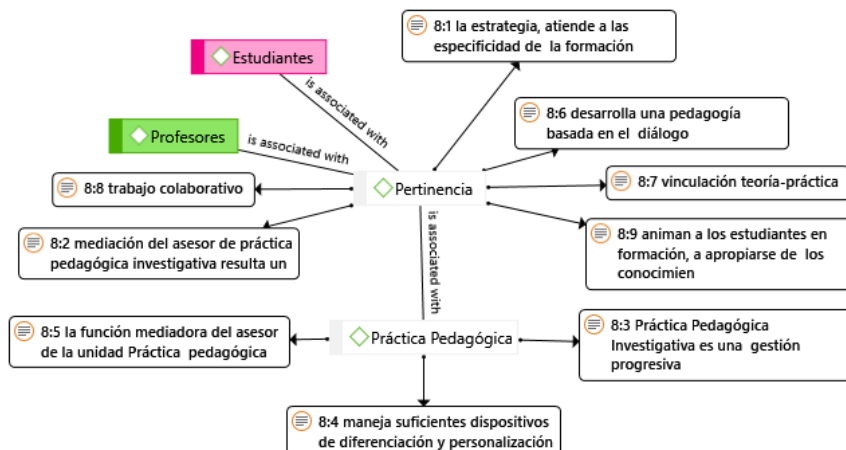 8:1 la estrategia, atiende a las
especificidad de la formación
Estudiantes
is associated with
8:6 desarrolla una pedagogía
basada en el diálogo
Profesores
is associated with
8:8 trabajo colaborativo
Pertinencia
8:7 vinculación teoría-práctica
8:2 mediación del asesor de práctica
pedagógica investigativa resulta un
is associated with
8:9 animan a los estudiantes en
formación, a apropiarse de los
conocimien
8:5 la función mediadora del asesor
de la unidad Práctica pedagógica
Práctica Pedagógica
8:3 Práctica Pedagógica
Investigativa es una gestión
progresiva
8:4 maneja suficientes dispositivos
de diferenciación y personalización